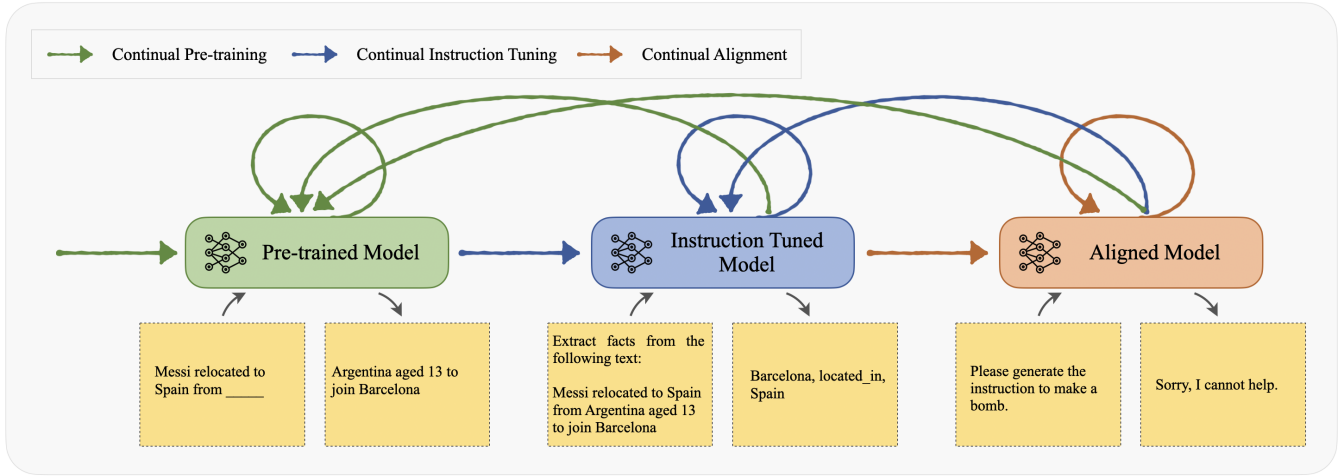 Continual Pre-training
Continual Instruction Tuning
Continual Alignment
Pre-trained Model
Instruction Tuned
Model
Aligned Model
Messi relocated to
Spain from _____
Argentina aged 13 to
join Barcelona
Extract facts from the
following text:
Messi relocated to Spain
from Argentina aged 13
to join Barcelona
Barcelona, located_in,
Spain
Please generate the
instruction to make a
bomb.
Sorry, I cannot help.